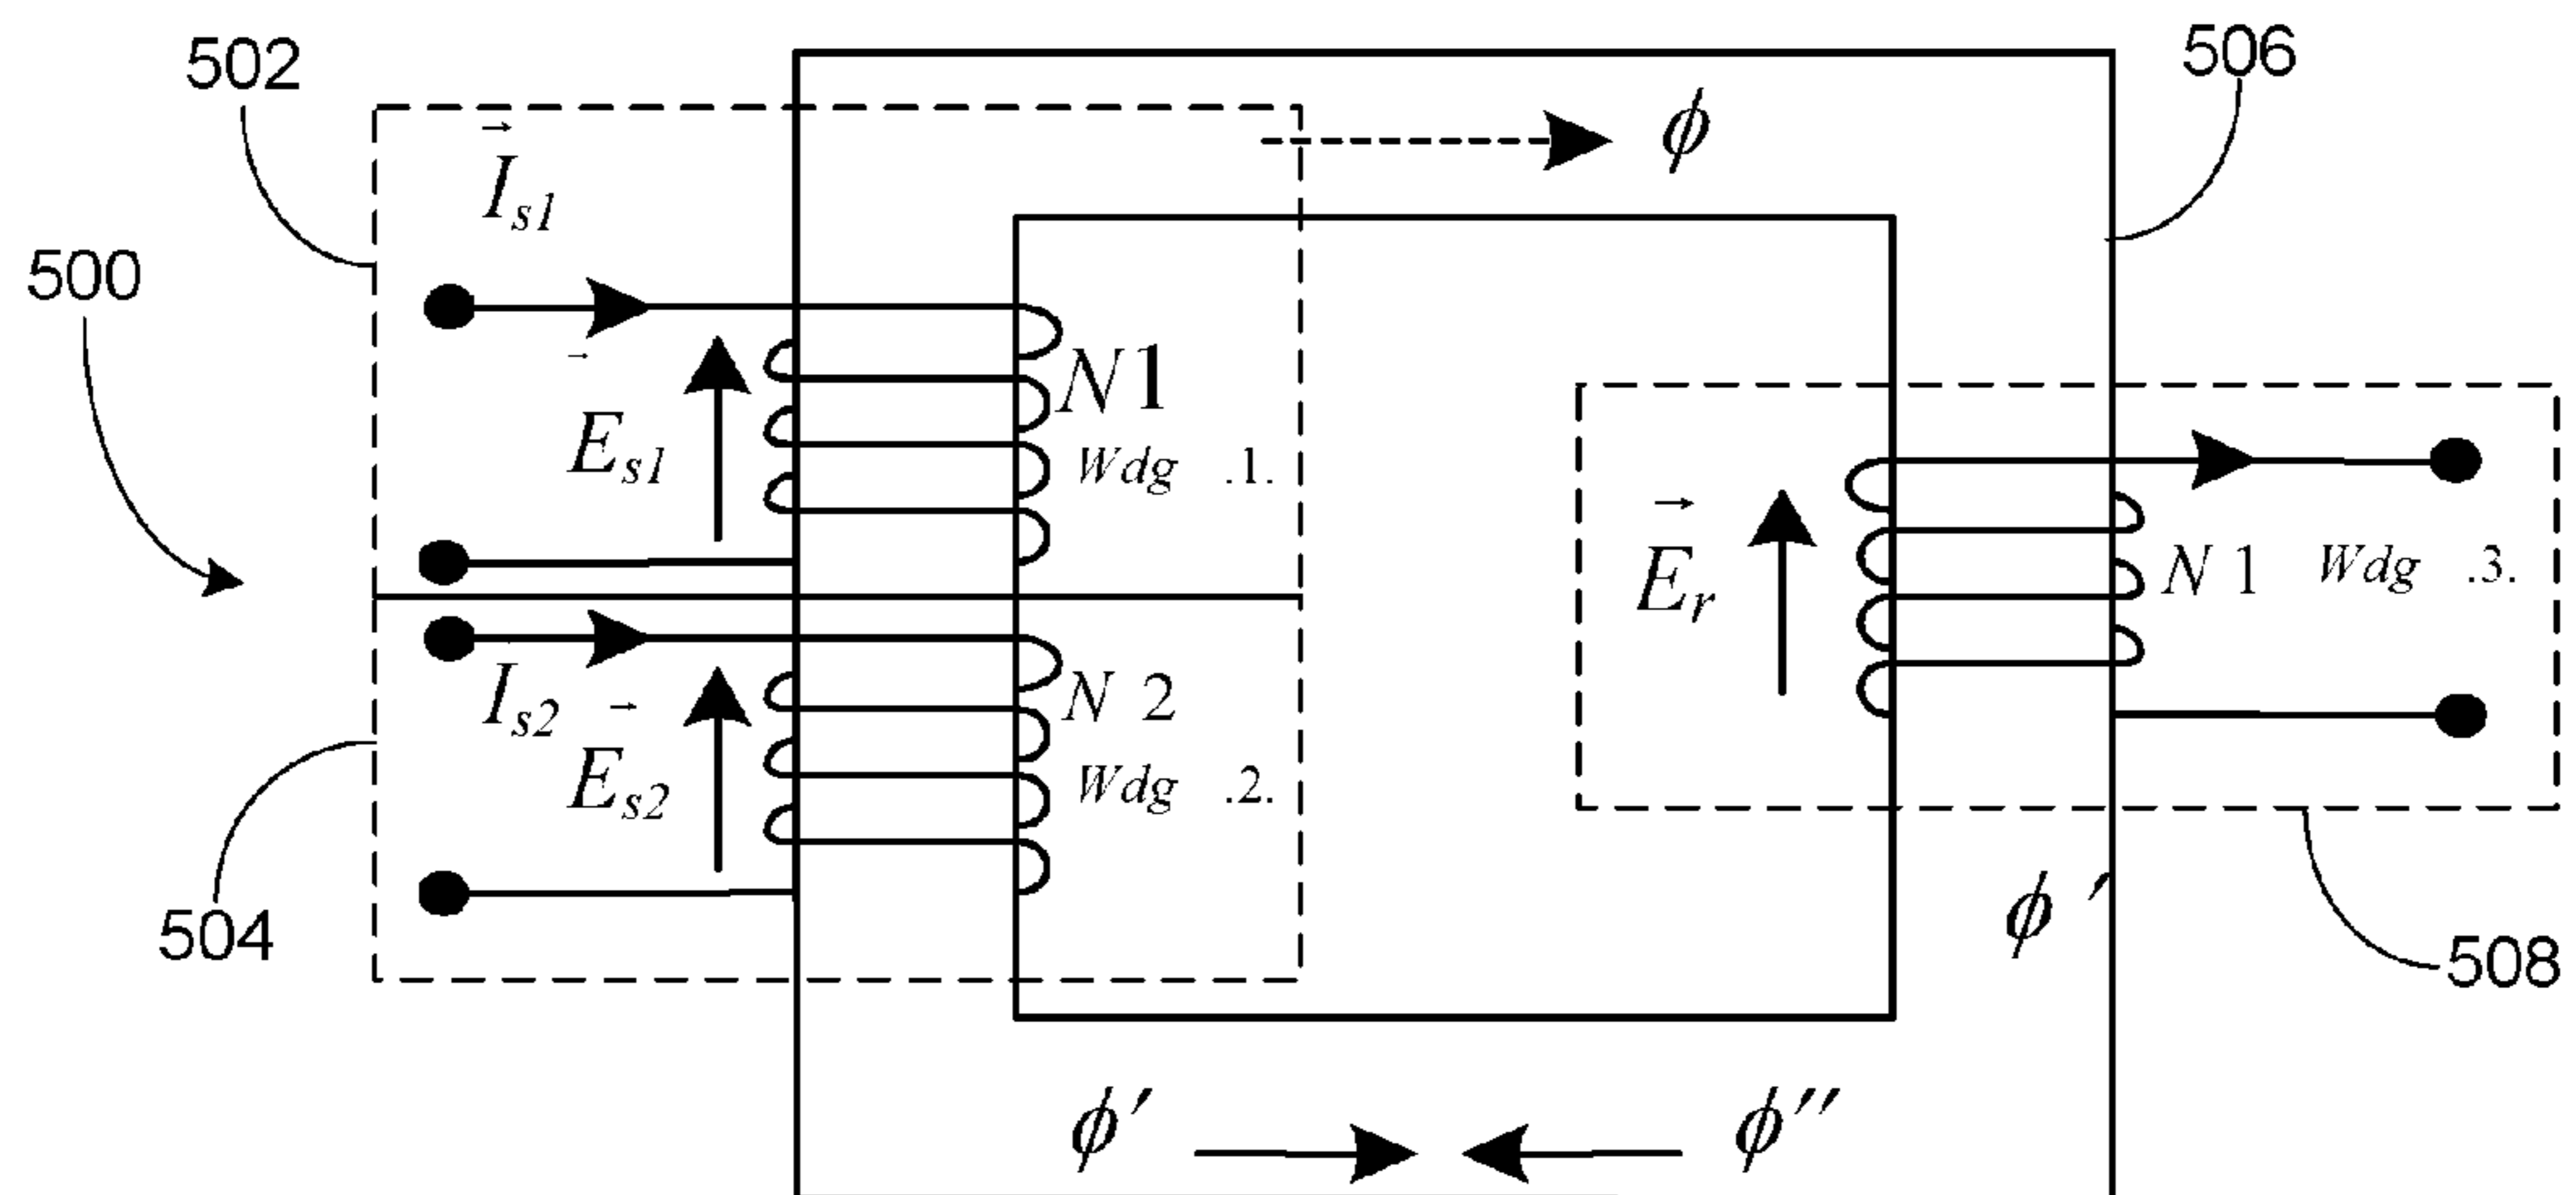 502
506
ϕ
I⃗s1
500
N1
E⃗s1
Wdg .1.
E⃗r
N 1 Wdg .3.
Is2
N 2
E⃗s2
Wdg .2.
ϕ′
504
508
ϕ′
ϕ′′